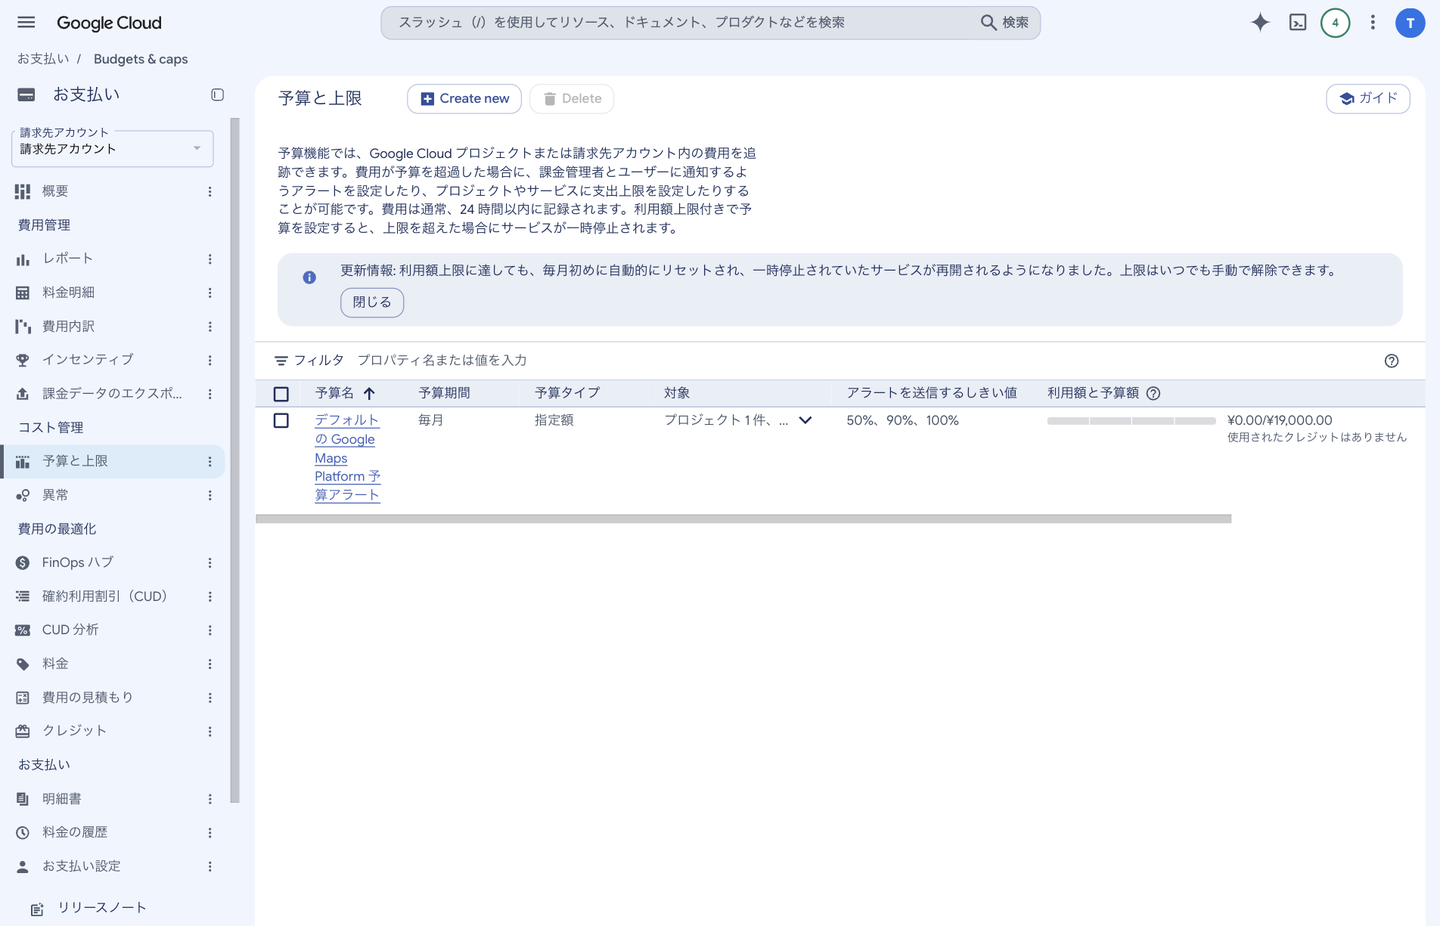 Google Cloud
スラッシュ（/）を使用してリソース、ドキュメント、プロダクトなどを検索
検索
4
T
お支払い / Budgets & caps
お支払い
請求先アカウント
請求先アカウント
概要
費用管理
レポート
料金明細
費用内訳
インセンティブ
課金データのエクスポ...
コスト管理
予算と上限
異常
費用の最適化
FinOps ハブ
確約利用割引（CUD）
CUD 分析
料金
費用の見積もり
クレジット
お支払い
明細書
料金の履歴
お支払い設定
リリースノート
予算と上限
Create new
Delete
ガイド
予算機能では、Google Cloud プロジェクトまたは請求先アカウント内の費用を追
跡できます。費用が予算を超過した場合に、課金管理者とユーザーに通知するよ
うアラートを設定したり、プロジェクトやサービスに支出上限を設定したりする
ことが可能です。費用は通常、24 時間以内に記録されます。利用額上限付きで予
算を設定すると、上限を超えた場合にサービスが一時停止されます。
更新情報: 利用額上限に達しても、毎月初めに自動的にリセットされ、一時停止されていたサービスが再開されるようになりました。上限はいつでも手動で解除できます。
閉じる
フィルタ プロパティ名または値を入力
予算名 予算期間 予算タイプ 対象 アラートを送信するしきい値 利用額と予算額
デフォルト
の Google
Maps
Platform 予
算アラート
毎月
指定額
プロジェクト 1 件、...
50%、90%、100%
¥0.00/¥19,000.00
使用されたクレジットはありません